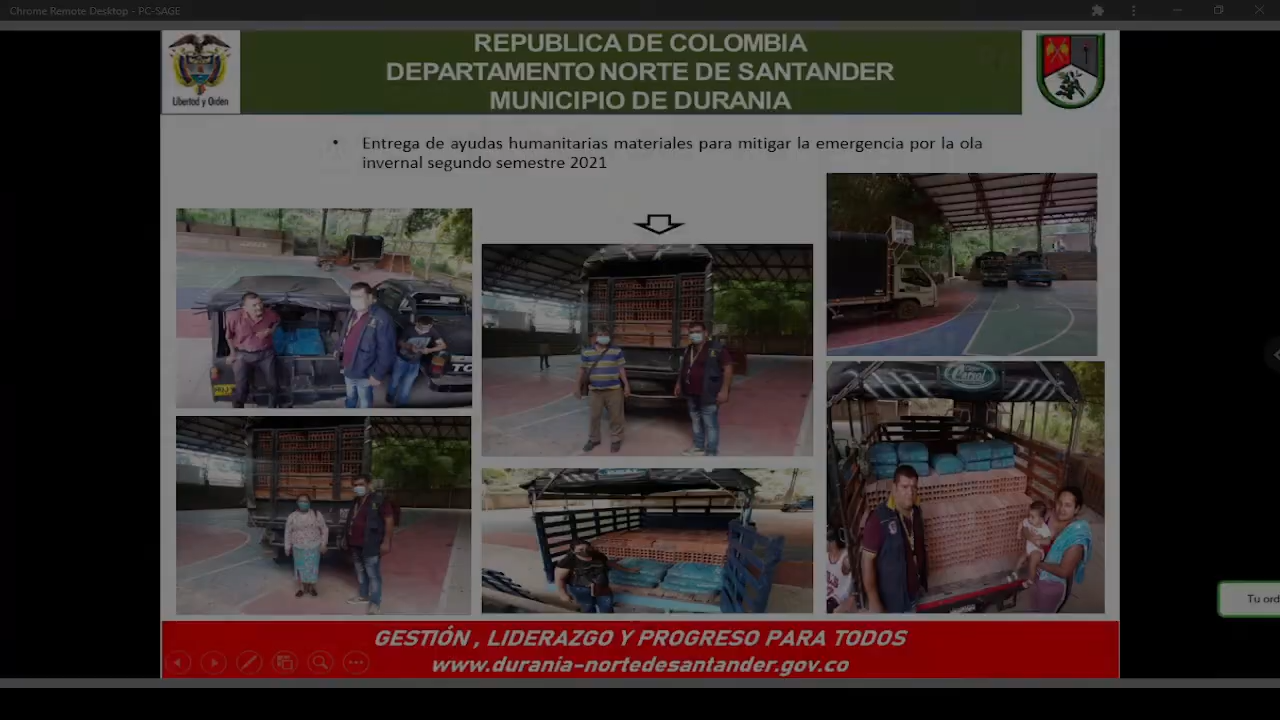 Chrome Remote Desktop - PC-SAGE
REPUBLICA DE COLOMBIA
DEPARTAMENTO NORTE DE SANTANDER
MUNICIPIO DE DURANIA
Libertad y Orden
• Entrega de ayudas humanitarias materiales para mitigar la emergencia por la ola
invernal segundo semestre 2021
Tu ord
GESTIÓN , LIDERAZGO Y PROGRESO PARA TODOS
www.durania-nortedesantander.gov.co